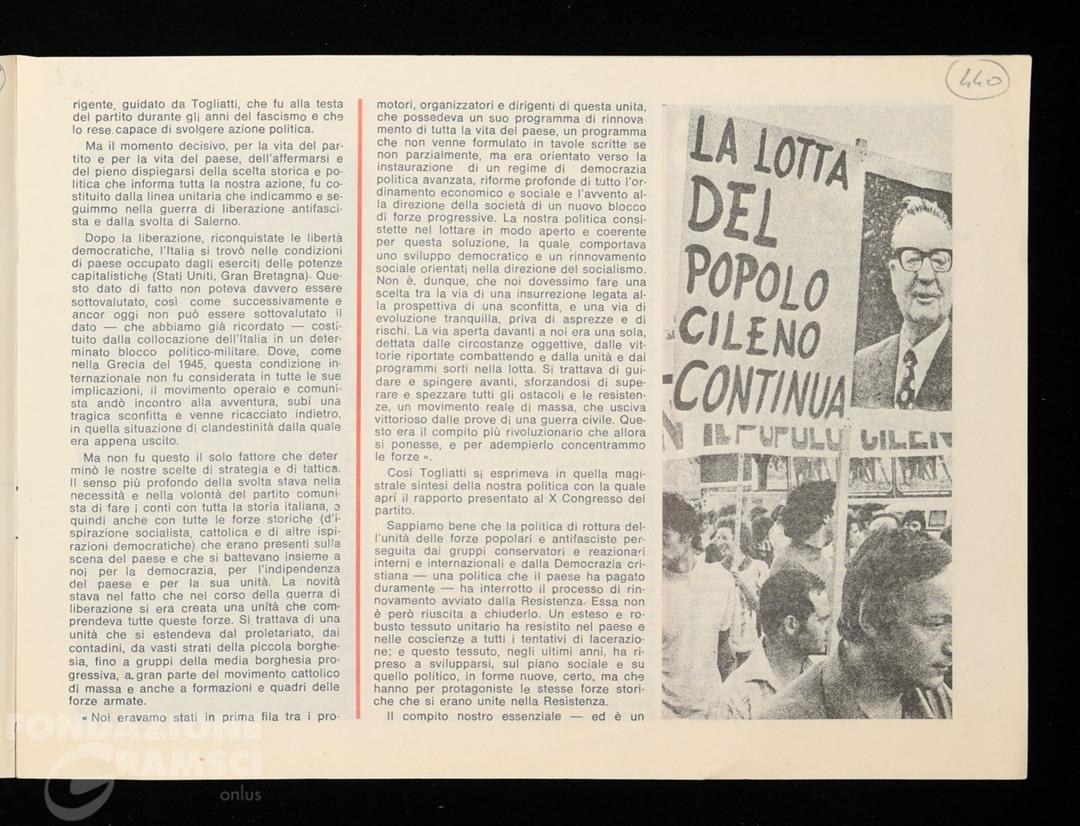 440
rigente, guidato da Togliatti, che fu alla testa
del partito durante gli anni del fascismo e che
lo rese capace di svolgere azione politica.
Ma il momento decisivo, per la vita del par-
tito e per la vita del paese, dell'affermarsi e
del pieno dispiegarsi della scelta storica e po-
litica che informa tutta la nostra azione, fu co-
stituito dalla linea unitaria che indicammo e se-
guimmo nella guerra di liberazione antifasci-
sta e dalla svolta di Salerno.
Dopo la liberazione, riconquistate le libertà
democratiche, l'Italia si trovò nelle condizioni
di paese occupato dagli eserciti delle potenze
capitalistiche (Stati Uniti, Gran Bretagna). Que-
sto dato di fatto non poteva davvero essere
sottovalutato, così come successivamente e
ancor oggi non può essere sottovalutato il
dato — che abbiamo già ricordato — costi-
tuito dalla collocazione dell'Italia in un deter-
minato blocco politico-militare. Dove, come
nella Grecia del 1945, questa condizione in-
ternazionale non fu considerata in tutte le sue
implicazioni, il movimento operaio e comuni-
sta andò incontro alla avventura, subì una
tragica sconfitta e venne ricacciato indietro,
in quella situazione di clandestinità dalla quale
era appena uscito.
Ma non fu questo il solo fattore che deter
minò le nostre scelte di strategia e di tattica.
Il senso più profondo della svolta stava nella
necessità e nella volontà del partito comuni-
sta di fare i conti con tutta la storia italiana, e
quindi anche con tutte le forze storiche (d'i-
spirazione socialista, cattolica e di altre ispi-
razioni democratiche) che erano presenti sulla
scena del paese e che si battevano insieme a
noi per la democrazia, per l'indipendenza
del paese e per la sua unità. La novità
stava nel fatto che nel corso della guerra di
liberazione si era creata una unità che com-
prendeva tutte queste forze. Si trattava di una
unità che si estendeva dal proletariato, dai
contadini, da vasti strati della piccola borghe-
sia, fino a gruppi della media borghesia pro-
gressiva, a gran parte del movimento cattolico
di massa e anche a formazioni e quadri delle
forze armate.
« Noi eravamo stati in prima fila tra i pro-
motori, organizzatori e dirigenti di questa unità,
che possedeva un suo programma di rinnova-
mento di tutta la vita del paese, un programma
che non venne formulato in tavole scritte se
non parzialmente, ma era orientato verso la
instaurazione di un regime di democrazia
politica avanzata, riforme profonde di tutto l'or-
dinamento economico e sociale e l'avvento al-
la direzione della società di un nuovo blocco
di forze progressive. La nostra politica consi-
stette nel lottare in modo aperto e coerente
per questa soluzione, la quale comportava
uno sviluppo democratico e un rinnovamento
sociale orientati nella direzione del socialismo.
Non è, dunque, che noi dovessimo fare una
scelta tra la via di una insurrezione legata al-
la prospettiva di una sconfitta, e una via di
evoluzione tranquilla, priva di asprezze e di
rischi. La via aperta davanti a noi era una sola,
dettata dalle circostanze oggettive, dalle vit-
torie riportate combattendo e dalla unità e dai
programmi sorti nella lotta. Si trattava di gui-
dare e spingere avanti, sforzandosi di supe-
rare e spezzare tutti gli ostacoli e le resisten-
ze, un movimento reale di massa, che usciva
vittorioso dalle prove di una guerra civile. Que-
sto era il compito più rivoluzionario che allora
si ponesse, e per adempierlo concentrammo
le forze ».
Così Togliatti si esprimeva in quella magi-
strale sintesi della nostra politica con la quale
aprì il rapporto presentato al X Congresso del
partito.
Sappiamo bene che la politica di rottura del-
l'unità delle forze popolari e antifasciste per-
seguita dai gruppi conservatori e reazionari
interni e internazionali e dalla Democrazia cri-
stiana — una politica che il paese ha pagato
duramente — ha interrotto il processo di rin-
novamento avviato dalla Resistenza. Essa non
è però riuscita a chiuderlo. Un esteso e ro-
busto tessuto unitario ha resistito nel paese e
nelle coscienze a tutti i tentativi di lacerazio-
ne; e questo tessuto, negli ultimi anni, ha ri-
preso a svilupparsi, sul piano sociale e su
quello politico, in forme nuove, certo, ma che
hanno per protagoniste le stesse forze stori-
che che si erano unite nella Resistenza.
Il compito nostro essenziale — ed è un
LA LOTTA
DEL
POPOLO
CILENO
CONTINUA
IL POPOLO CILEN
FONDAZIONE
GRAMSCI
onlus